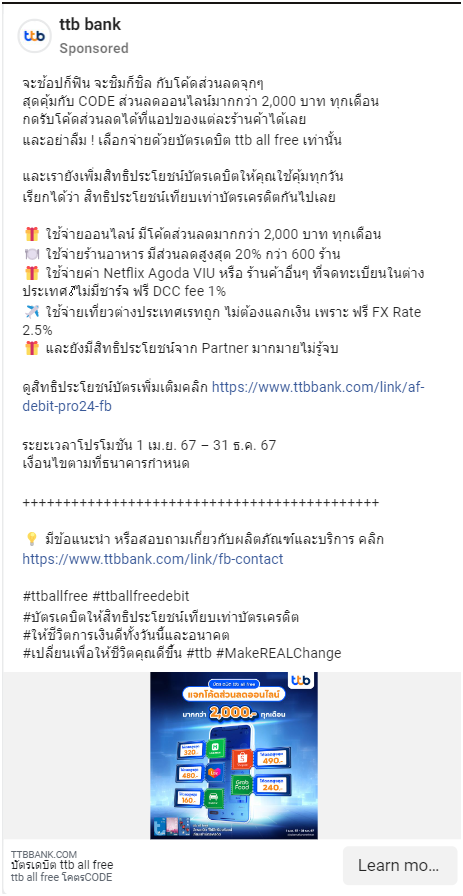 ttb bank
Sponsored
จะช้อปก็ฟิน จะชิมก็ชิล กับโค้ดส่วนลดจุกๆ
สุดคุ้มกับ CODE ส่วนลดออนไลน์มากกว่า 2,000 บาท ทุกเดือน
กดรับโค้ดส่วนลดได้ที่แอปของแต่ละร้านค้าได้เลย
และอย่าลืม ! เลือกจ่ายด้วยบัตรเดบิต ttb all free เท่านั้น
และเรายังเพิ่มสิทธิประโยชน์บัตรเดบิตให้คุณใช้คุ้มทุกวัน
เรียกได้ว่า สิทธิประโยชน์เทียบเท่าบัตรเครดิตกันไปเลย
🎁 ใช้จ่ายออนไลน์ มีโค้ดส่วนลดมากกว่า 2,000 บาท ทุกเดือน
🍽️ ใช้จ่ายร้านอาหาร มีส่วนลดสูงสุด 20% กว่า 600 ร้าน
🎁 ใช้จ่ายค่า Netflix Agoda VIU หรือ ร้านค้าอื่นๆ ที่จดทะเบียนในต่าง
ประเทศ ไม่มีชาร์จ ฟรี DCC fee 1%
✈️ ใช้จ่ายเที่ยวต่างประเทศเรทถูก ไม่ต้องแลกเงิน เพราะ ฟรี FX Rate
2.5%
🎁 และยังมีสิทธิประโยชน์จาก Partner มากมายไม่รู้จบ
ดูสิทธิประโยชน์บัตรเพิ่มเติมคลิก https://www.ttbbank.com/link/af-
debit-pro24-fb
ระยะเวลาโปรโมชัน 1 เม.ย. 67 – 31 ธ.ค. 67
เงื่อนไขตามที่ธนาคารกำหนด
++++++++++++++++++++++++++++++++++++++++++++
💡 มีข้อแนะนำ หรือสอบถามเกี่ยวกับผลิตภัณฑ์และบริการ คลิก
https://www.ttbbank.com/link/fb-contact
#ttballfree #ttballfreedebit
#บัตรเดบิตให้สิทธิประโยชน์เทียบเท่าบัตรเครดิต
#ให้ชีวิตการเงินดีทั้งวันนี้และอนาคต
#เปลี่ยนเพื่อให้ชีวิตคุณดีขึ้น #ttb #MakeREALChange
ttb
บัตรเดบิต ttb all free
แจกโค้ดส่วนลดออนไลน์
มากกว่า 2,000.- ทุกเดือน
320
490
480
Grab Food
240
160
TTBBANK.COM
บัตรเดบิต ttb all free
ttb all free โคตรCODE
Learn mo...